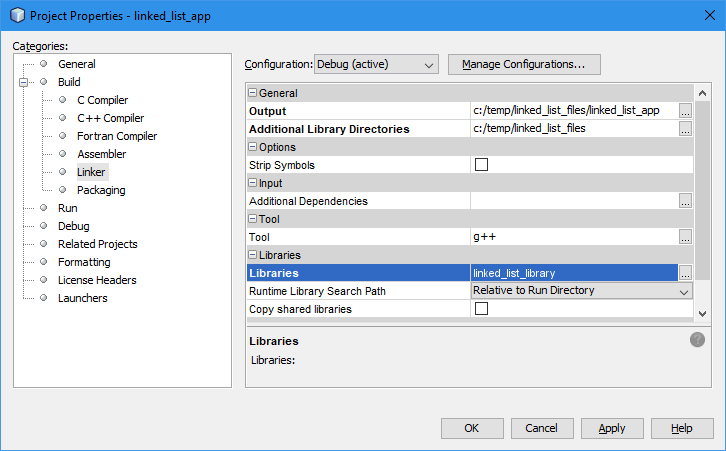 Project Properties - linked_list_app
Categories:
General
Build
C Compiler
C++ Compiler
Fortran Compiler
Assembler
Linker
Packaging
Run
Debug
Related Projects
Formatting
License Headers
Launchers
Configuration: Debug (active) Manage Configurations...
General
Output c:/temp/linked_list_files/linked_list_app ...
Additional Library Directories c:/temp/linked_list_files ...
Options
Strip Symbols
Input
Additional Dependencies ...
Tool
Tool g++ ...
Libraries
Libraries linked_list_library ...
Runtime Library Search Path Relative to Run Directory
Copy shared libraries
Libraries ?
Libraries:
OK Cancel Apply Help